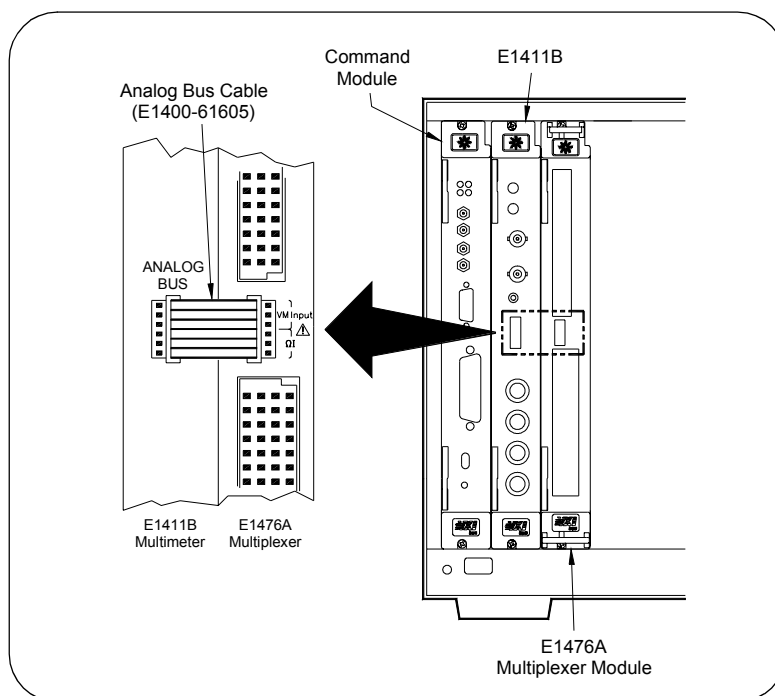 Command
Module
E1411B
Analog Bus Cable
(E1400-61605)
ANALOG
BUS
VM Input
ΩI
E1411B
Multimeter
E1476A
Multiplexer
E1476A
Multiplexer Module